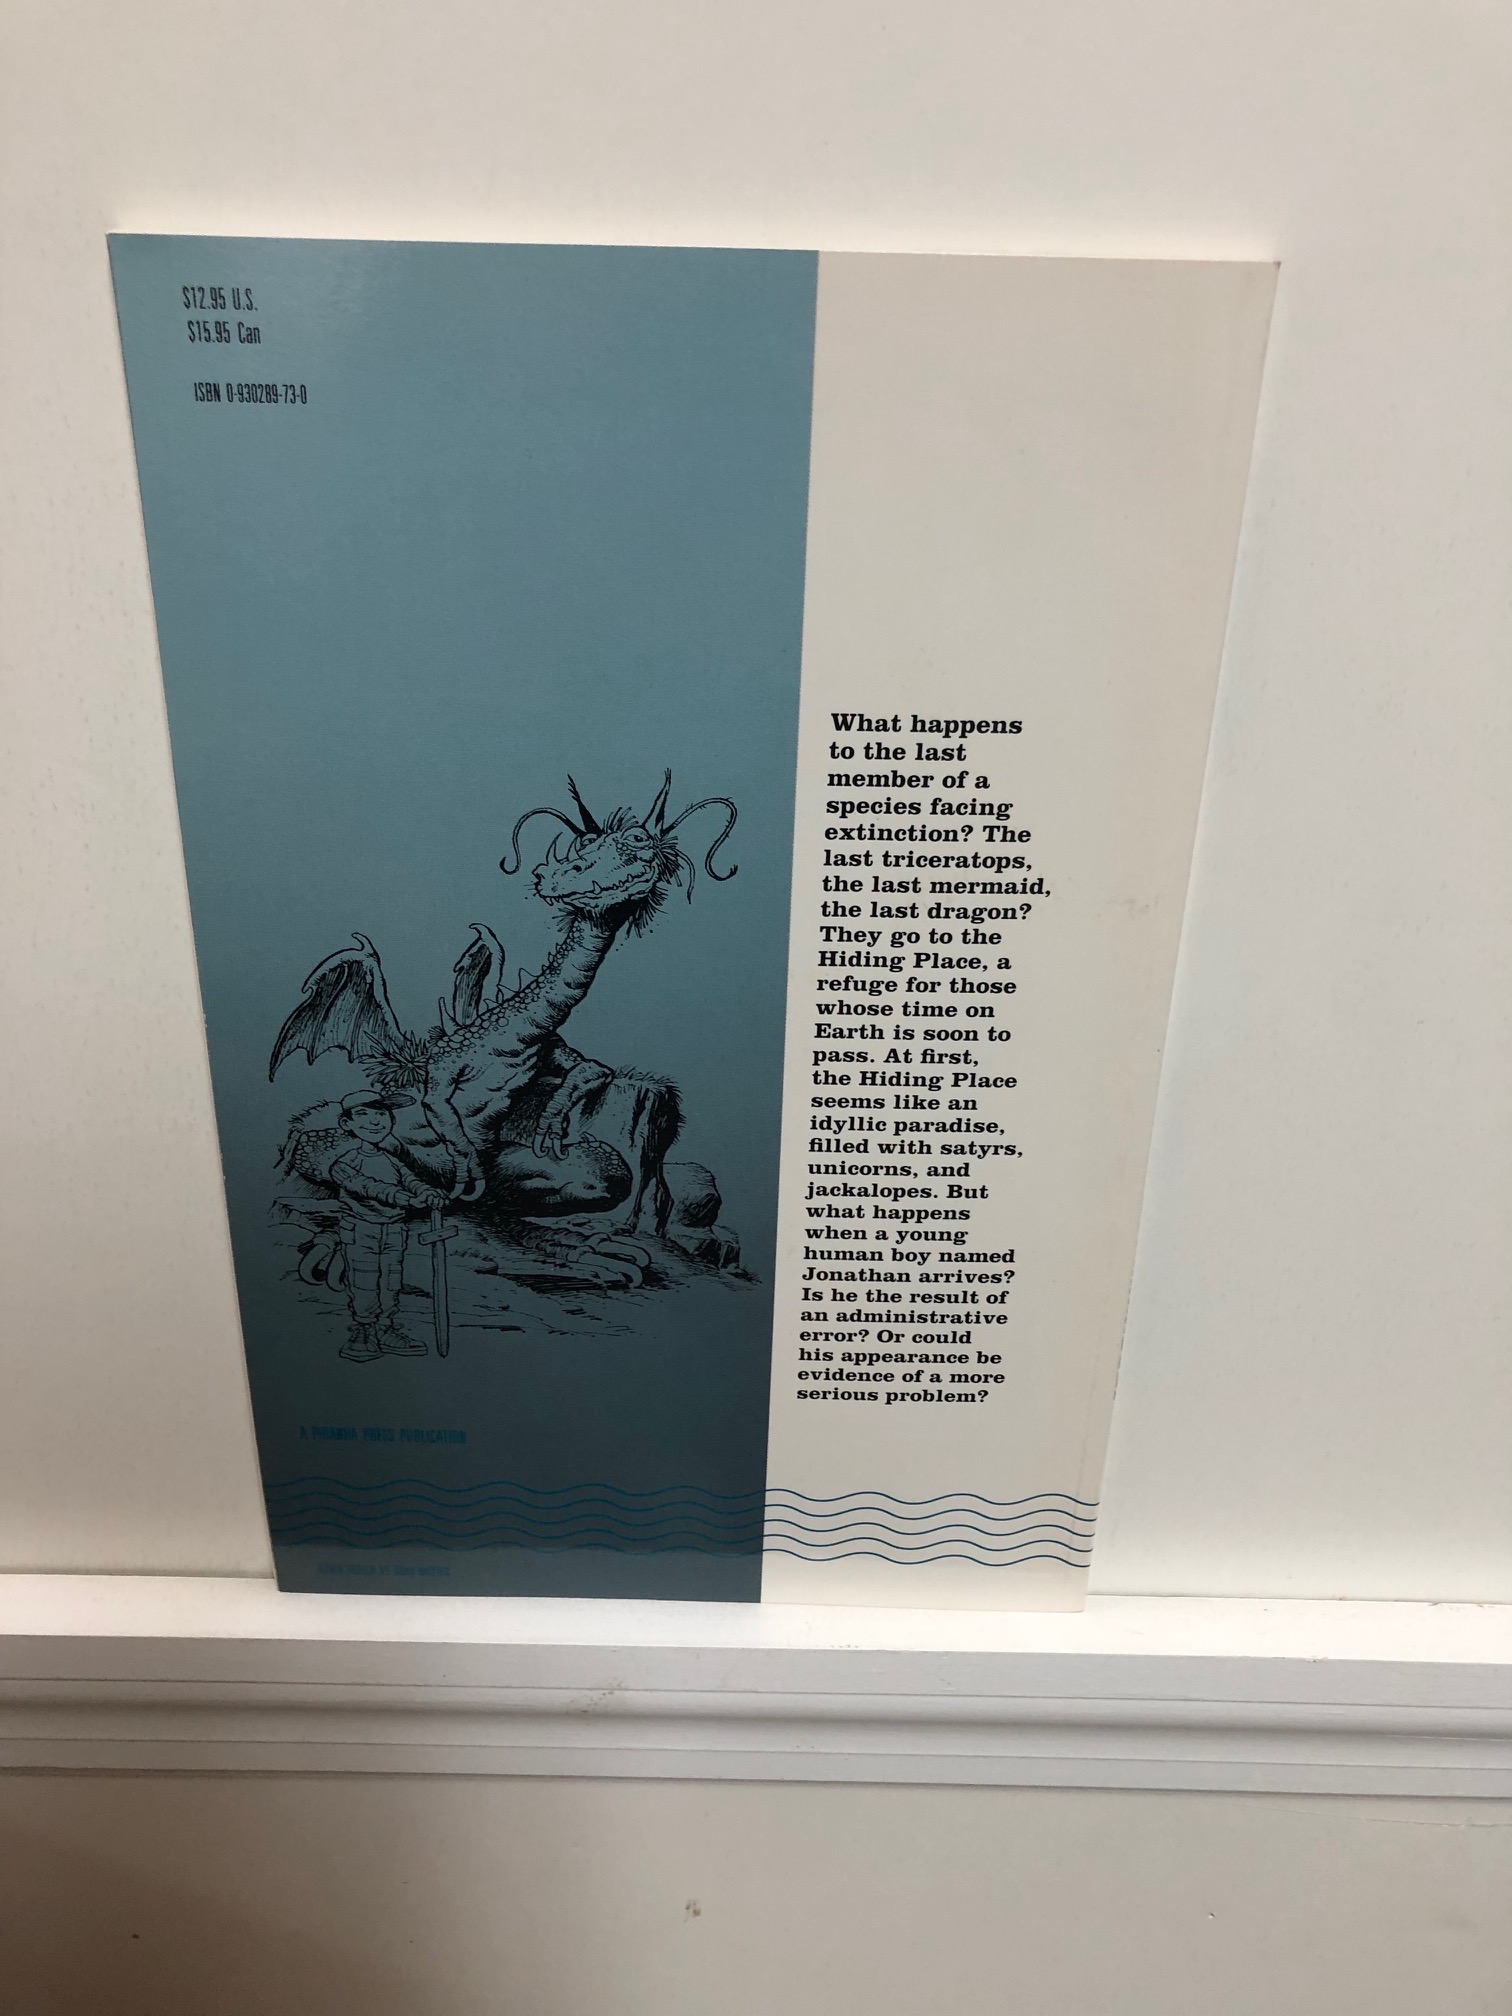 $12.95 U.S.
$15.95 Can
ISBN 0-930289-73-0
What happens
to the last
member of a
species facing
extinction? The
last triceratops,
the last mermaid,
the last dragon?
They go to the
Hiding Place, a
refuge for those
whose time on
Earth is soon to
pass. At first,
the Hiding Place
seems like an
idyllic paradise,
filled with satyrs,
unicorns, and
jackalopes. But
what happens
when a young
human boy named
Jonathan arrives?
Is he the result of
an administrative
error? Or could
his appearance be
evidence of a more
serious problem?
A PIRANHA PRESS PUBLICATION